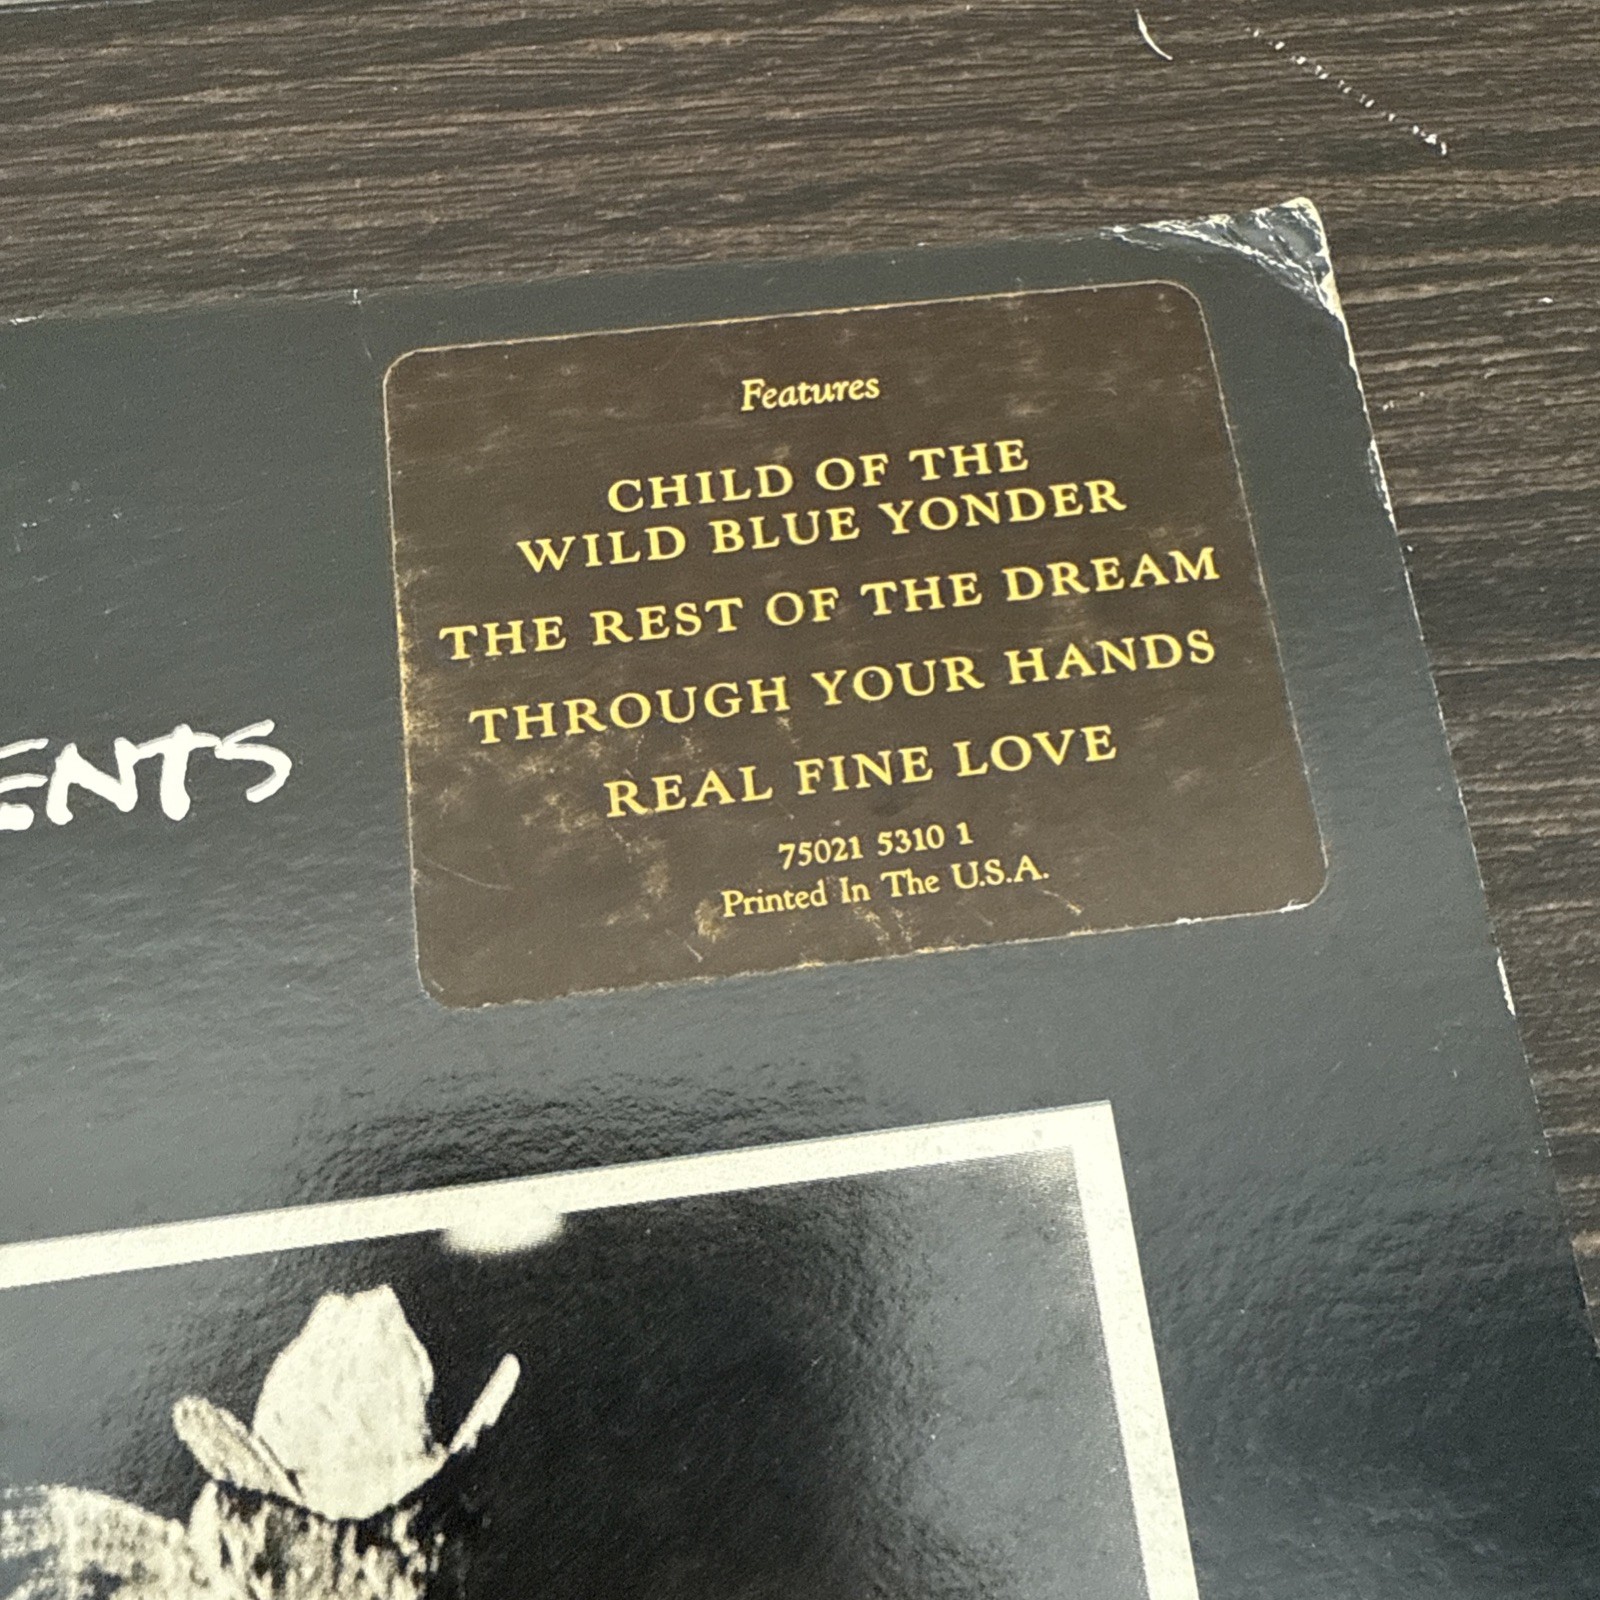 Features
CHILD OF THE
WILD BLUE YONDER
THE REST OF THE DREAM
THROUGH YOUR HANDS
REAL FINE LOVE
75021 5310 1
Printed In The U.S.A.
ENTS